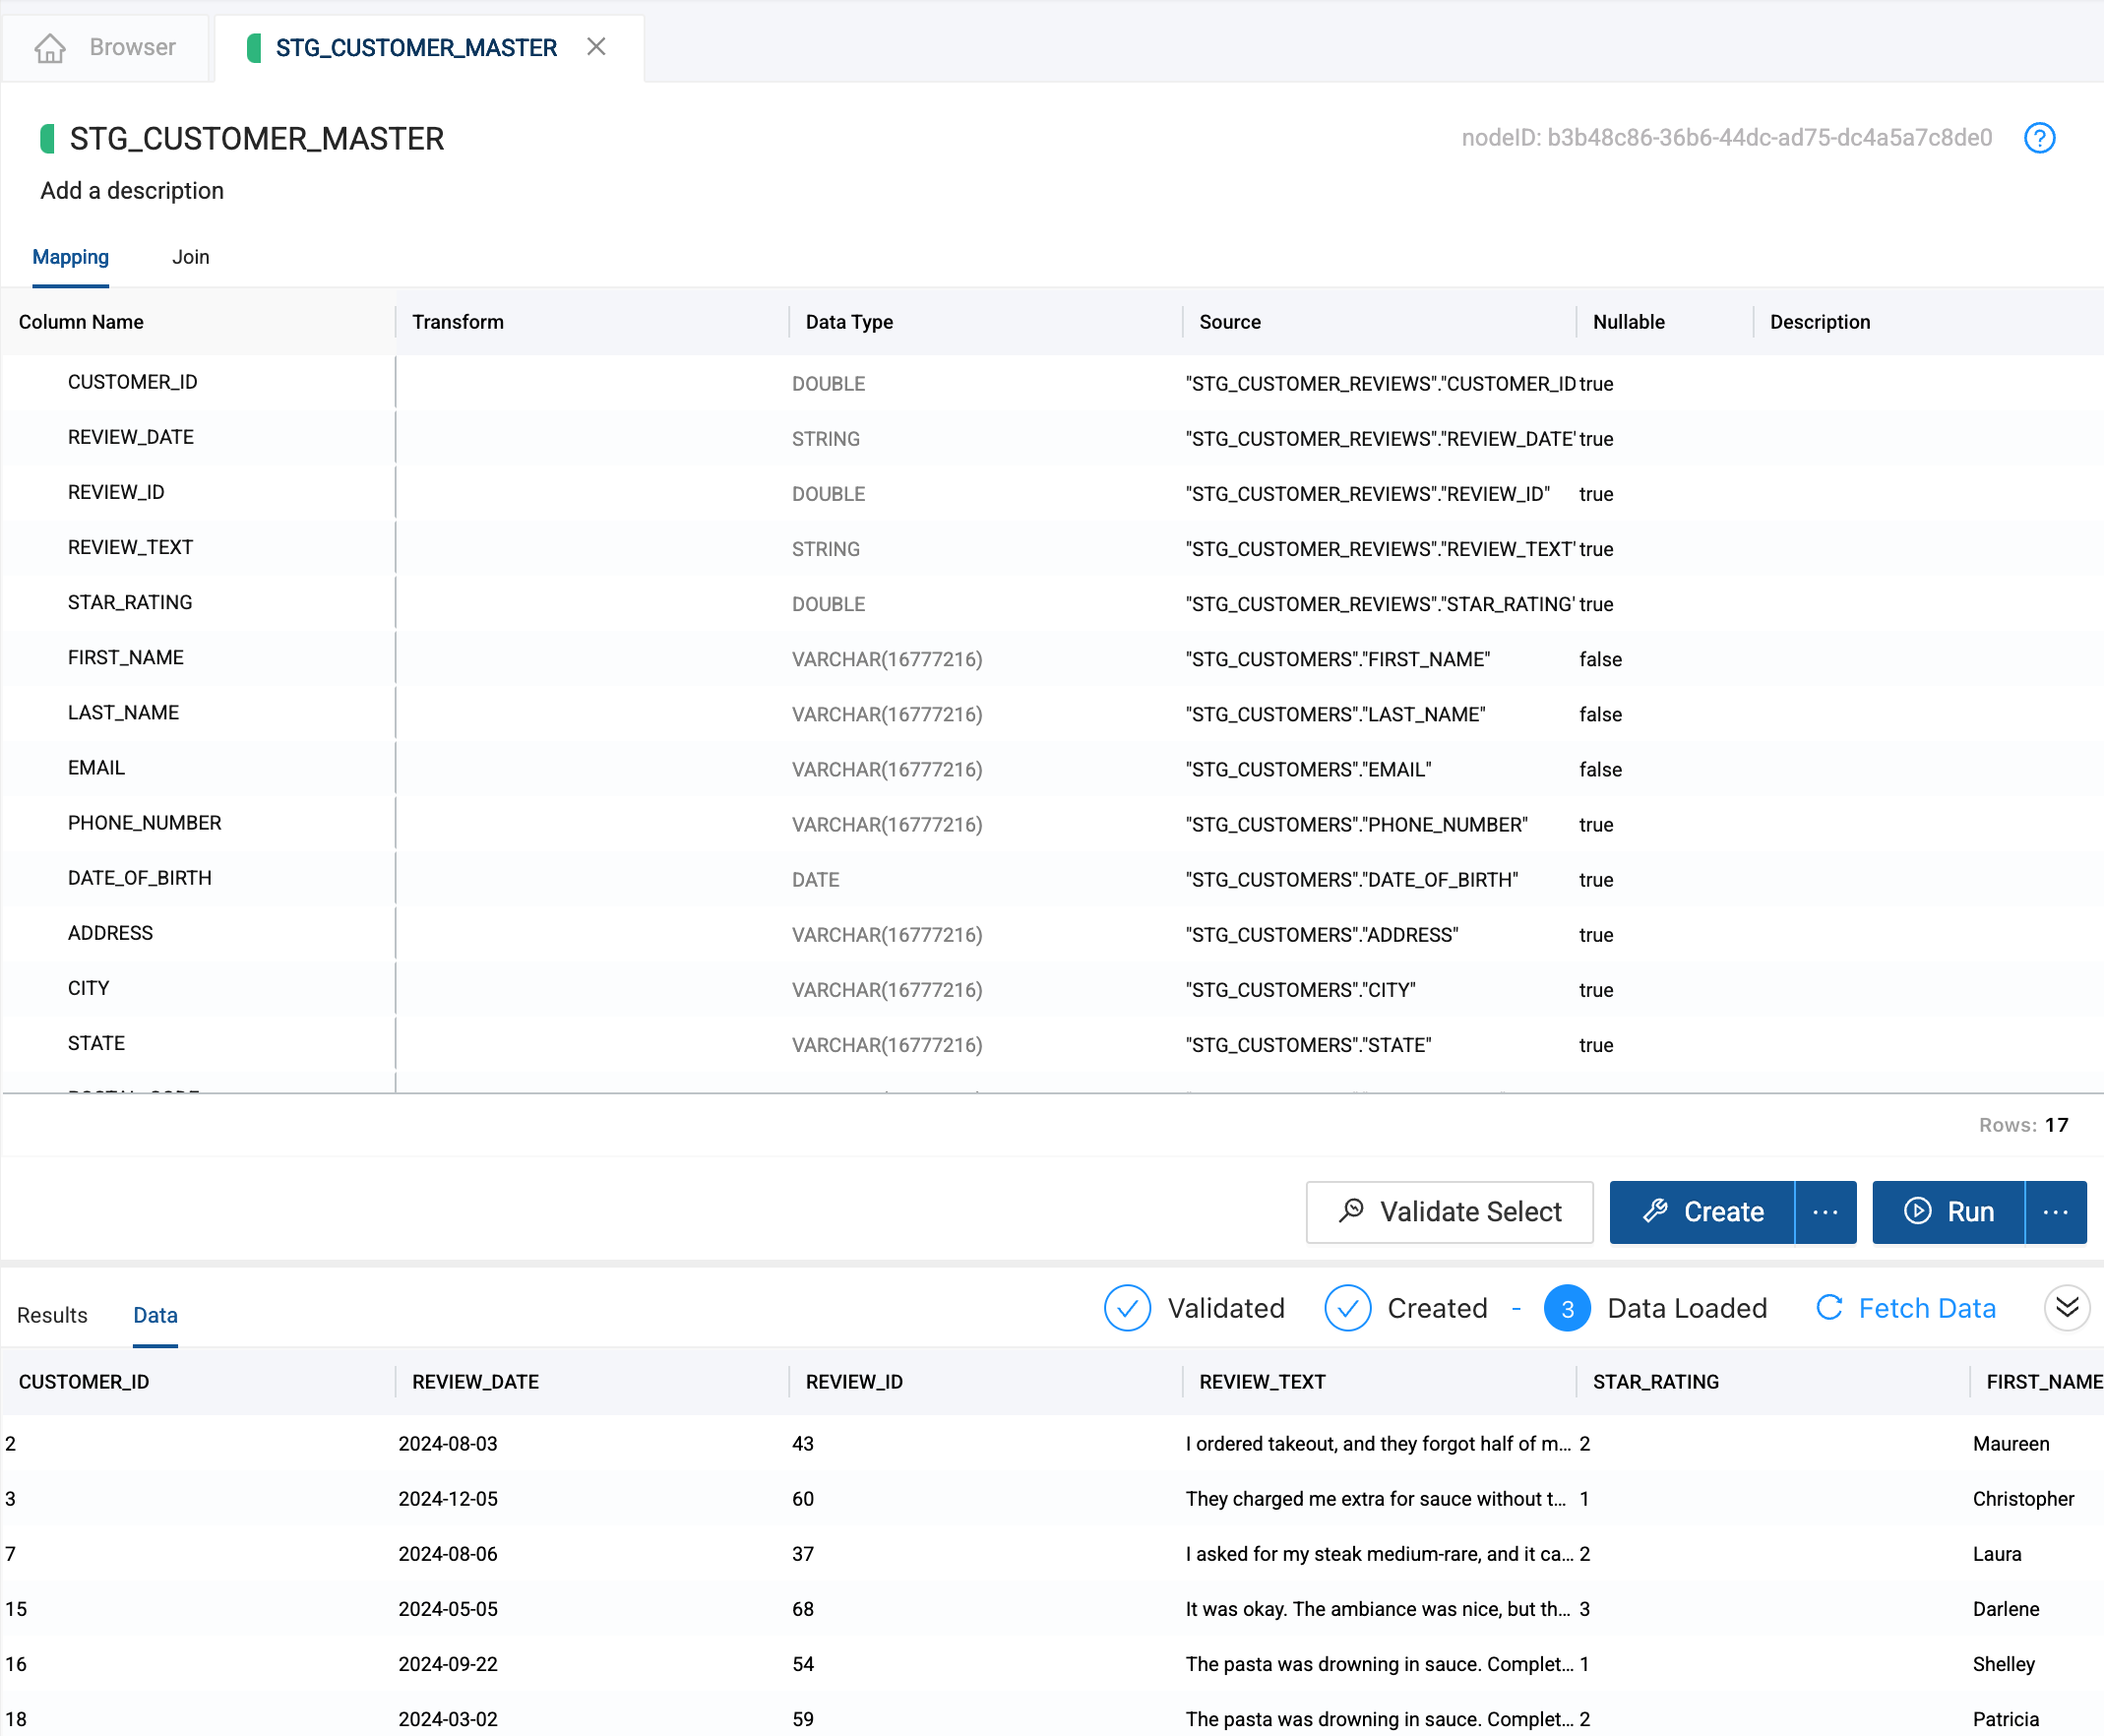 Browser STG_CUSTOMER_MASTER
STG_CUSTOMER_MASTER nodeID: b3b48c86-36b6-44dc-ad75-dc4a5a7c8de0 ?
Add a description
Mapping Join
Column Name Transform Data Type Source Nullable Description
CUSTOMER_ID DOUBLE "STG_CUSTOMER_REVIEWS"."CUSTOMER_ID true
REVIEW_DATE STRING "STG_CUSTOMER_REVIEWS"."REVIEW_DATE" true
REVIEW_ID DOUBLE "STG_CUSTOMER_REVIEWS"."REVIEW_ID" true
REVIEW_TEXT STRING "STG_CUSTOMER_REVIEWS"."REVIEW_TEXT" true
STAR_RATING DOUBLE "STG_CUSTOMER_REVIEWS"."STAR_RATING" true
FIRST_NAME VARCHAR(16777216) "STG_CUSTOMERS"."FIRST_NAME" false
LAST_NAME VARCHAR(16777216) "STG_CUSTOMERS"."LAST_NAME" false
EMAIL VARCHAR(16777216) "STG_CUSTOMERS"."EMAIL" false
PHONE_NUMBER VARCHAR(16777216) "STG_CUSTOMERS"."PHONE_NUMBER" true
DATE_OF_BIRTH DATE "STG_CUSTOMERS"."DATE_OF_BIRTH" true
ADDRESS VARCHAR(16777216) "STG_CUSTOMERS"."ADDRESS" true
CITY VARCHAR(16777216) "STG_CUSTOMERS"."CITY" true
STATE VARCHAR(16777216) "STG_CUSTOMERS"."STATE" true
Rows: 17
Validate Select Create ... Run ...
Results Data Validated Created - 3 Data Loaded Fetch Data
CUSTOMER_ID REVIEW_DATE REVIEW_ID REVIEW_TEXT STAR_RATING FIRST_NAME
2 2024-08-03 43 I ordered takeout, and they forgot half of m... 2 Maureen
3 2024-12-05 60 They charged me extra for sauce without t... 1 Christopher
7 2024-08-06 37 I asked for my steak medium-rare, and it ca... 2 Laura
15 2024-05-05 68 It was okay. The ambiance was nice, but th... 3 Darlene
16 2024-09-22 54 The pasta was drowning in sauce. Complet... 1 Shelley
18 2024-03-02 59 The pasta was drowning in sauce. Complet... 2 Patricia